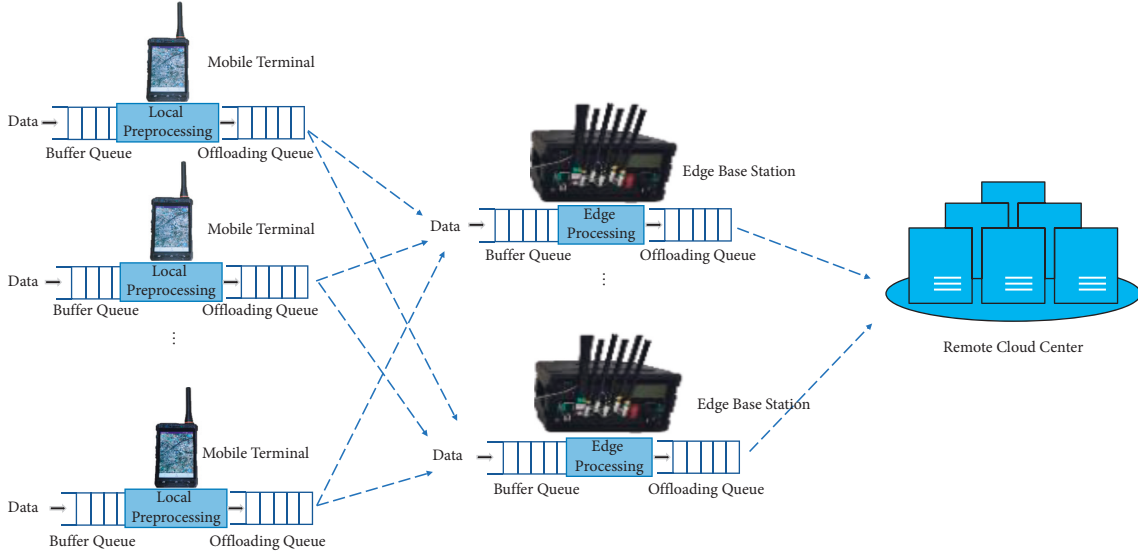 Mobile Terminal
Data
Local
Preprocessing
Buffer Queue
Offloading Queue
Mobile Terminal
Data
Local
Preprocessing
Buffer Queue
Offloading Queue
⋮
Mobile Terminal
Data
Local
Preprocessing
Buffer Queue
Offloading Queue
Edge Base Station
Data
Edge
Processing
Buffer Queue
Offloading Queue
⋮
Edge Base Station
Data
Edge
Processing
Buffer Queue
Offloading Queue
Remote Cloud Center